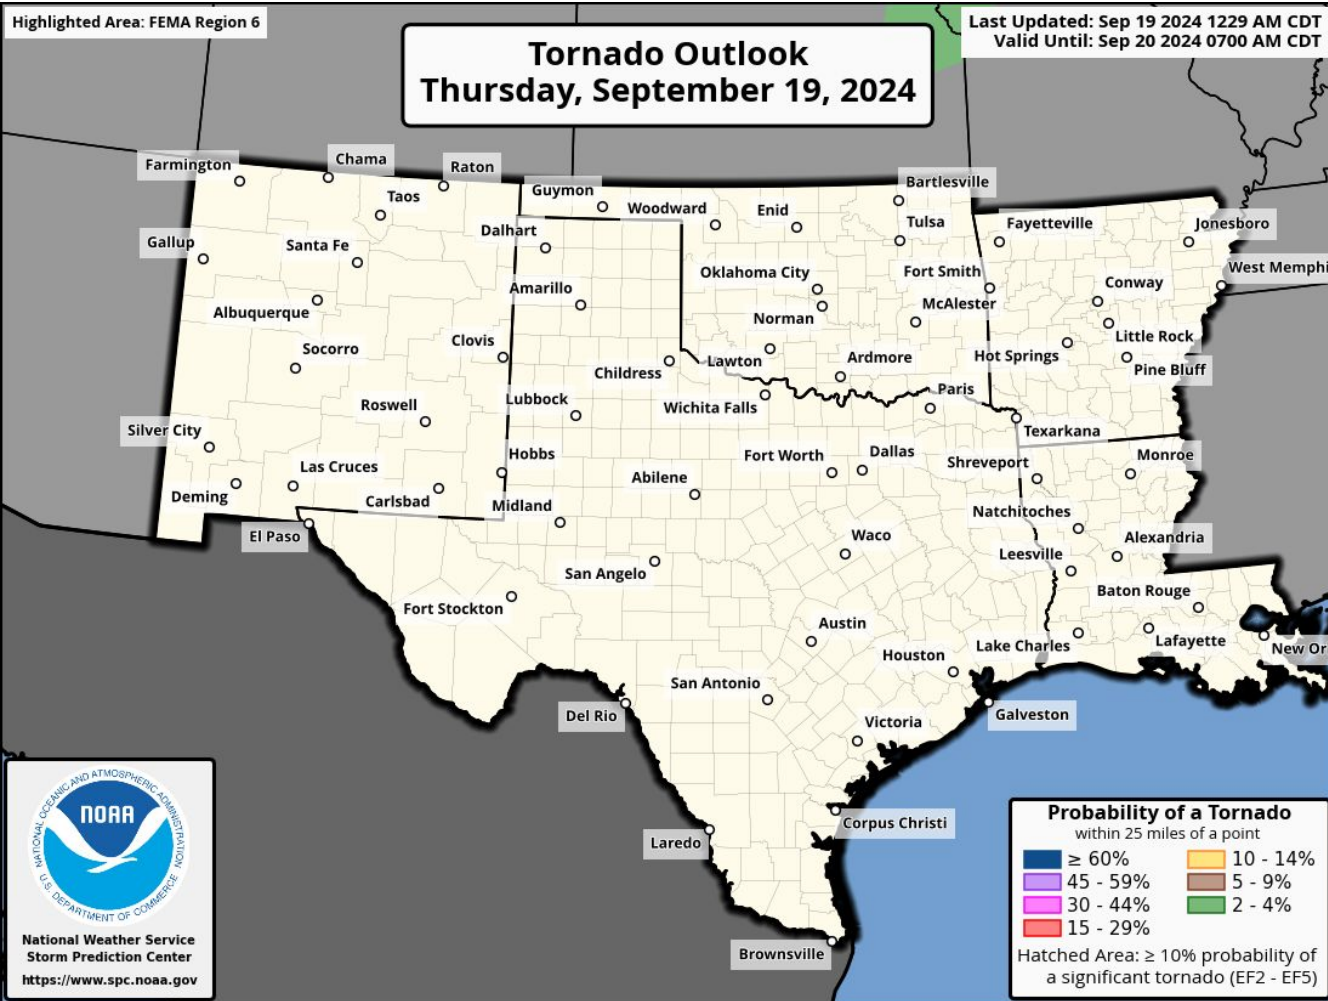 Highlighted Area: FEMA Region 6
Last Updated: Sep 19 2024 1229 AM CDT
Valid Until: Sep 20 2024 0700 AM CDT
Tornado Outlook
Thursday, September 19, 2024
Farmington
Chama
Raton
Taos
Guymon
Woodward
Enid
Bartlesville
Tulsa
Fayetteville
Jonesboro
Gallup
Santa Fe
Dalhart
Oklahoma City
Fort Smith
West Memphi
Albuquerque
Amarillo
Norman
McAlester
Conway
Little Rock
Socorro
Clovis
Childress
Lawton
Ardmore
Hot Springs
Pine Bluff
Roswell
Lubbock
Wichita Falls
Paris
Texarkana
Silver City
Las Cruces
Hobbs
Abilene
Fort Worth
Dallas
Shreveport
Monroe
Deming
Carlsbad
Midland
Natchitoches
El Paso
San Angelo
Waco
Leesville
Alexandria
Fort Stockton
Baton Rouge
Austin
Lake Charles
Lafayette
New Or
Houston
San Antonio
Del Rio
Victoria
Galveston
Corpus Christi
Laredo
Brownsville
NATIONAL OCEANIC AND ATMOSPHERIC ADMINISTRATION
NOAA
U.S. DEPARTMENT OF COMMERCE
National Weather Service
Storm Prediction Center
https://www.spc.noaa.gov
Probability of a Tornado
within 25 miles of a point
≥ 60%
45 - 59%
30 - 44%
15 - 29%
10 - 14%
5 - 9%
2 - 4%
Hatched Area: ≥ 10% probability of
a significant tornado (EF2 - EF5)